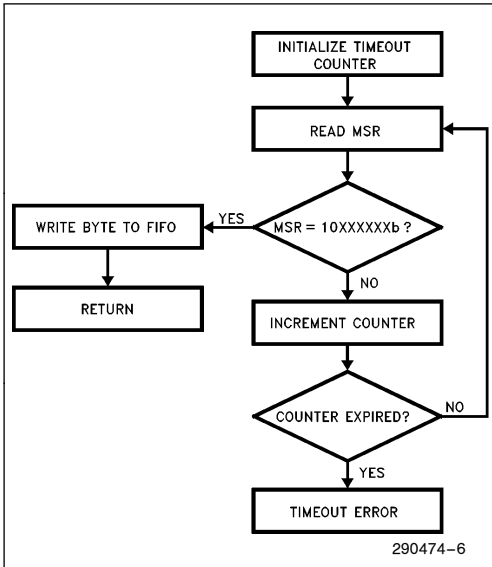 INITIALIZE TIMEOUT
COUNTER
READ MSR
MSR = 10XXXXXXb ?
YES
WRITE BYTE TO FIFO
RETURN
NO
INCREMENT COUNTER
COUNTER EXPIRED?
NO
YES
TIMEOUT ERROR
290474–6